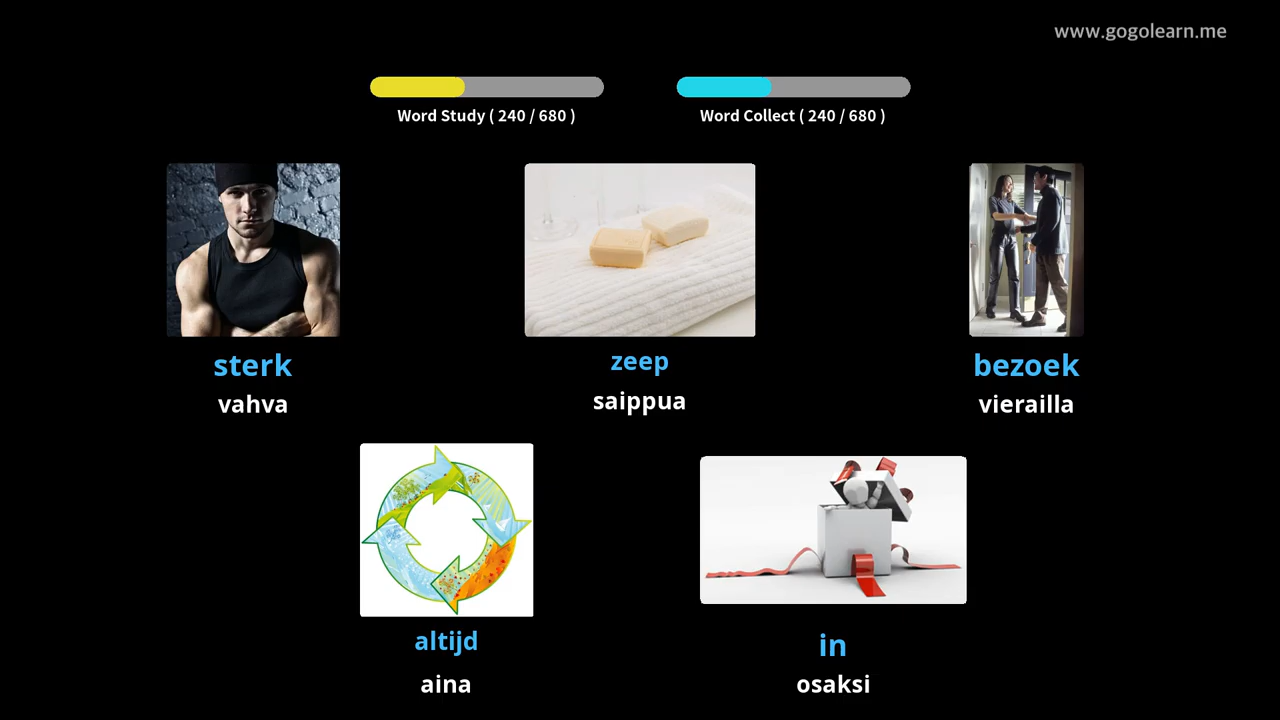 www.gogolearn.me
Word Study ( 240 / 680 )
Word Collect ( 240 / 680 )
sterk
vahva
zeep
saippua
bezoek
vierailla
altijd
aina
in
osaksi